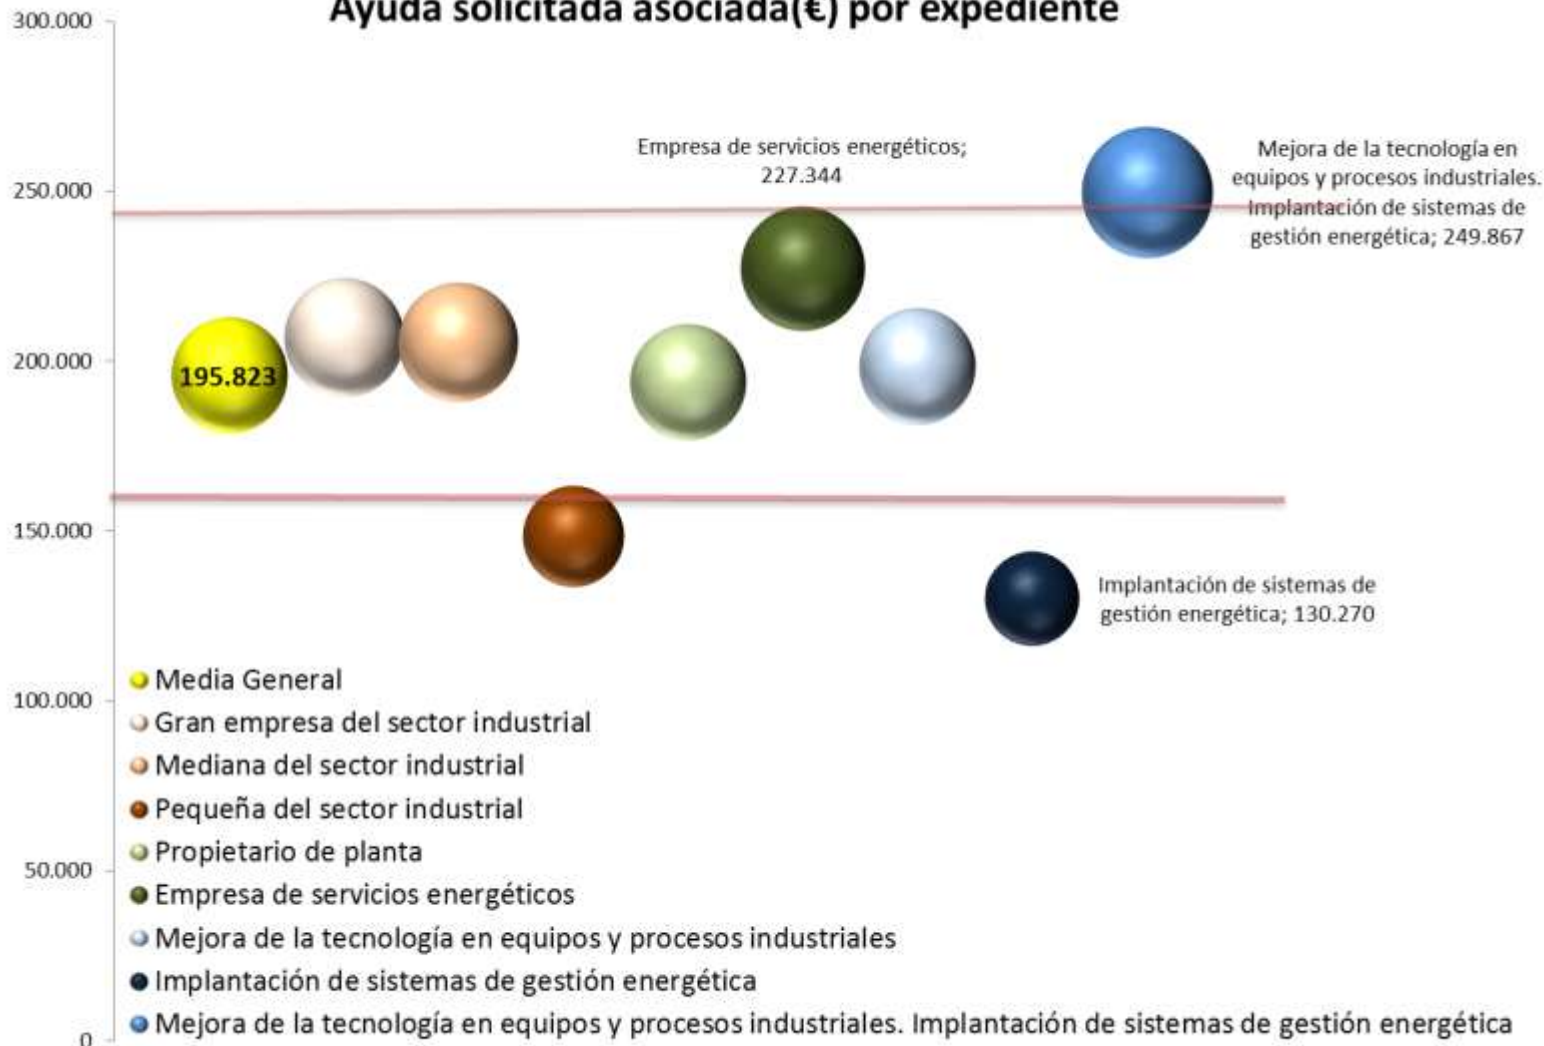 Ayuda solicitada asociada(€) por expediente
300.000
250.000
200.000
150.000
100.000
50.000
0
Empresa de servicios energéticos;
227.344
Mejora de la tecnología en
equipos y procesos industriales.
Implantación de sistemas de
gestión energética; 249.867
195.823
Implantación de sistemas de
gestión energética; 130.270
Media General
Gran empresa del sector industrial
Mediana del sector industrial
Pequeña del sector industrial
Propietario de planta
Empresa de servicios energéticos
Mejora de la tecnología en equipos y procesos industriales
Implantación de sistemas de gestión energética
Mejora de la tecnología en equipos y procesos industriales. Implantación de sistemas de gestión energética